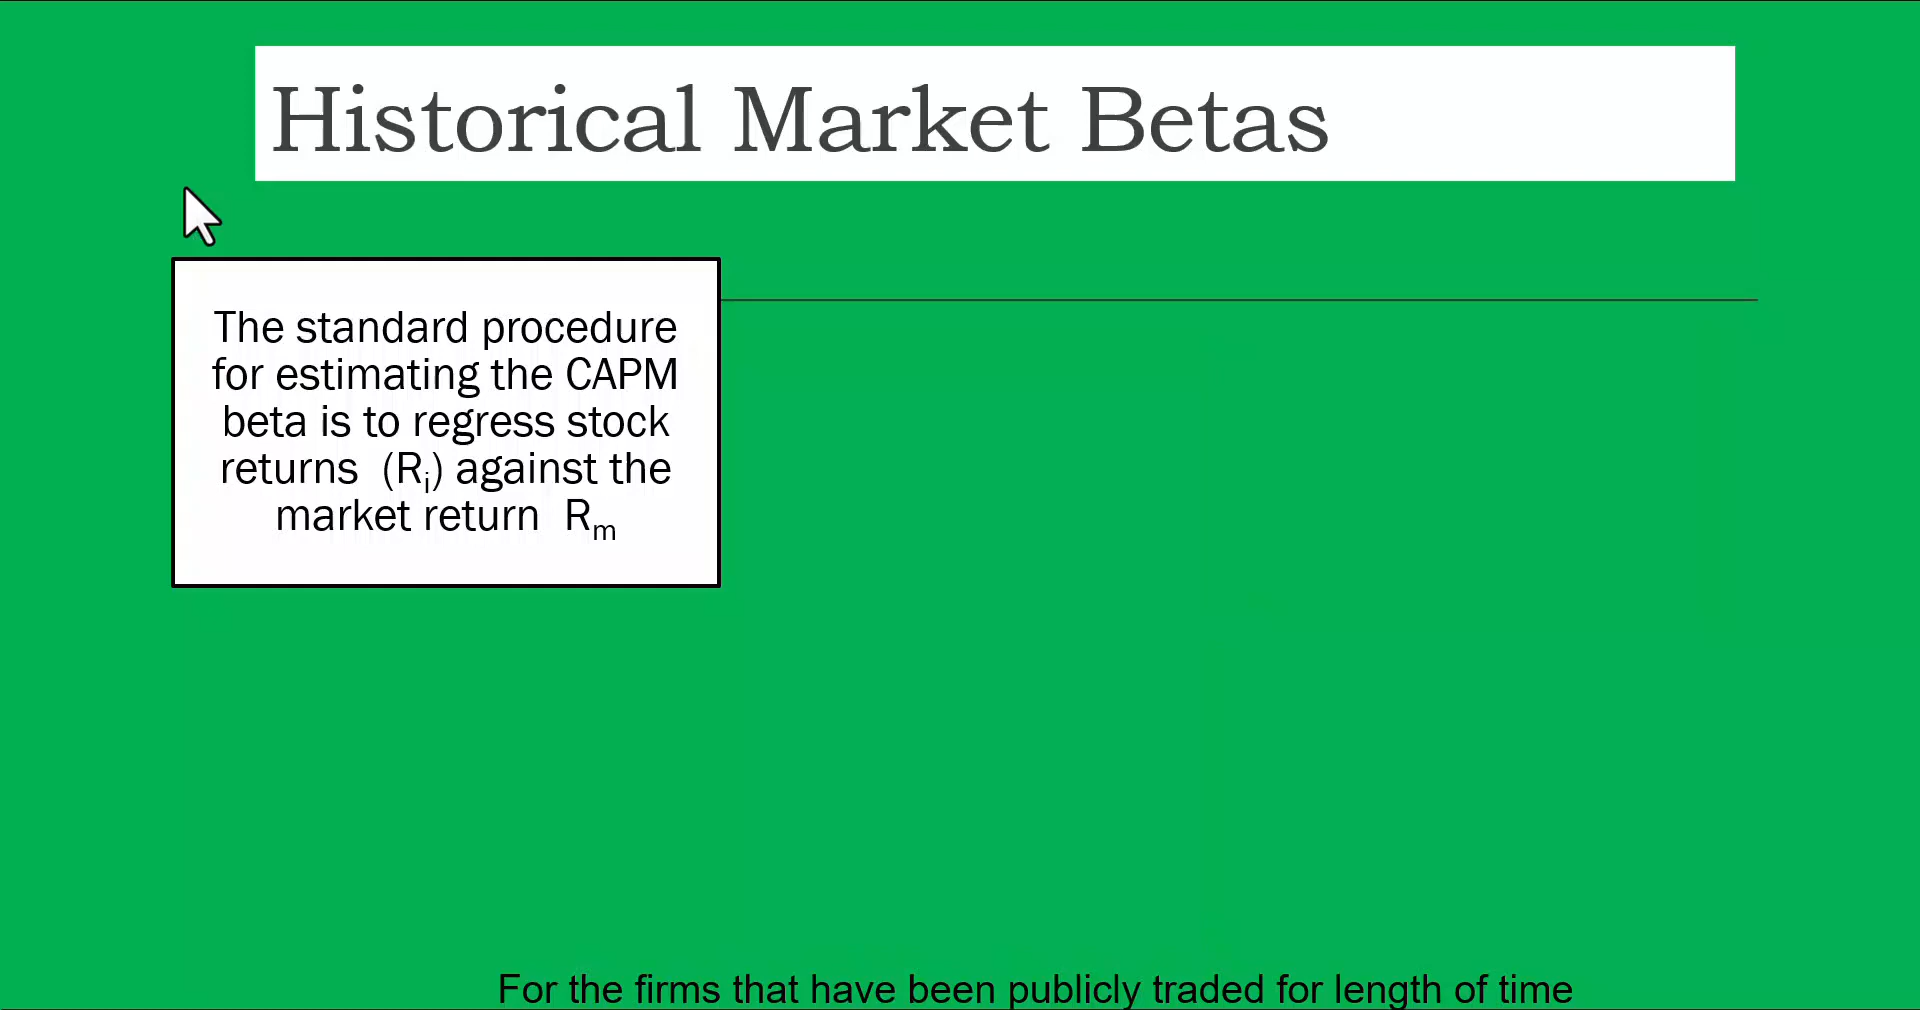 Historical Market Betas
The standard procedure
for estimating the CAPM
beta is to regress stock
returns (Ri) against the
market return Rm
For the firms that have been publicly traded for length of time